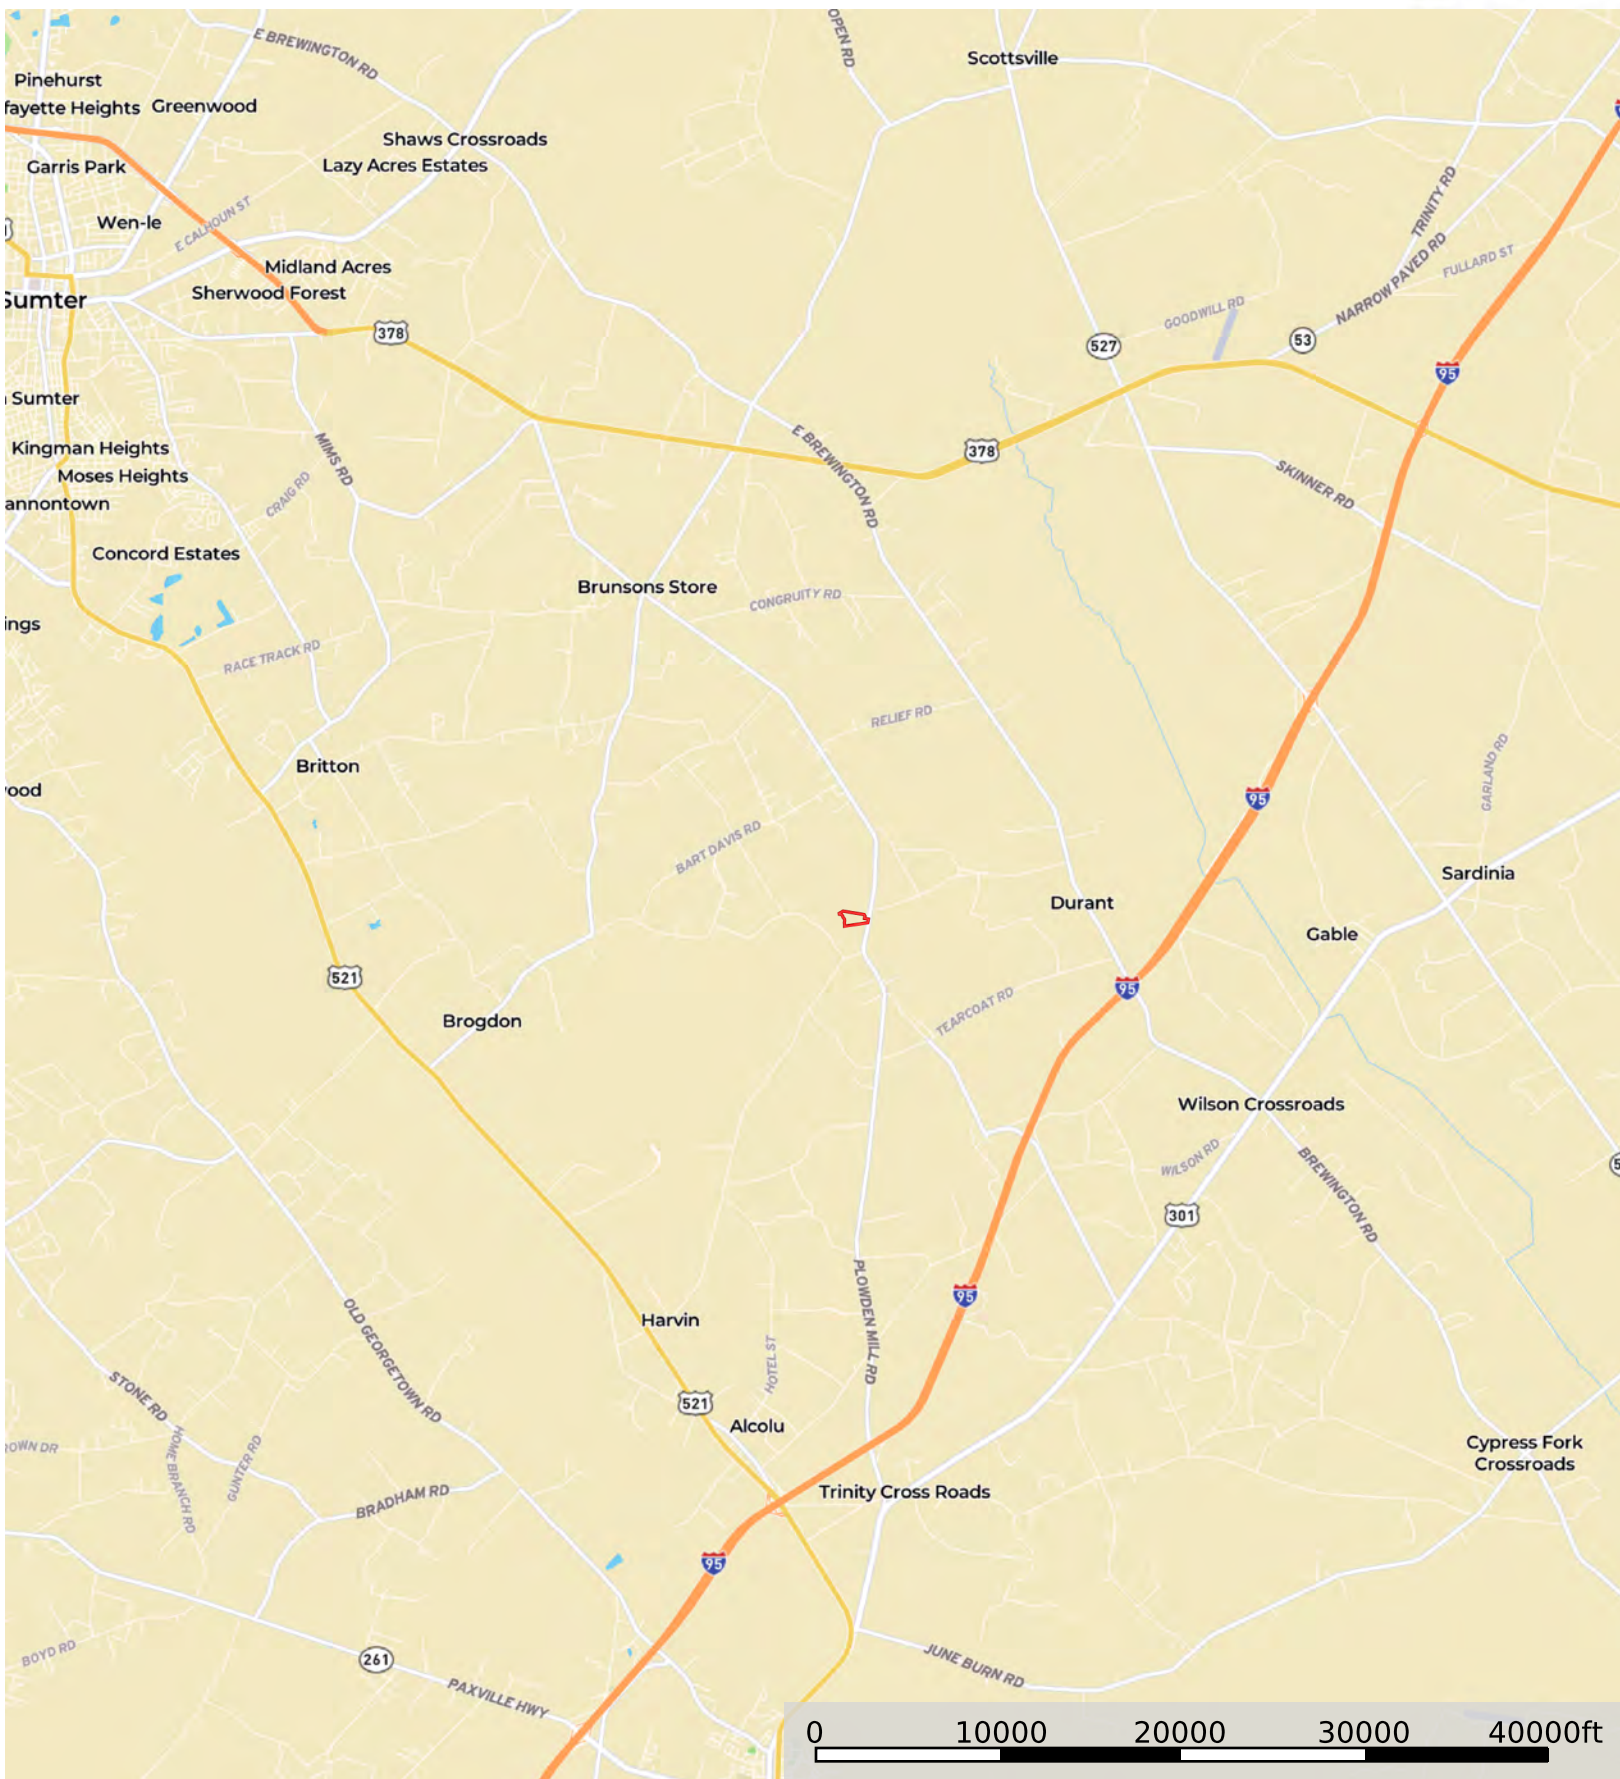 E BREWINGTON RD
OPEN RD
Scottsville
Pinehurst
fayette Heights
Greenwood
Shaws Crossroads
Garris Park
Lazy Acres Estates
TRINITY RD
Wen-le
E CALHOUN ST
NARROW PAVED RD
FULLARD ST
Midland Acres
Sherwood Forest
Sumter
GOODWILL RD
378
527
53
95
Sumter
Kingman Heights
MIMS RD
E BREWINGTON RD
378
Moses Heights
CRAIG RD
SKINNER RD
annontown
Concord Estates
Brunsons Store
CONGRUITY RD
ings
RACE TRACK RD
RELIEF RD
Britton
GARLAND RD
ood
95
BART DAVIS RD
Sardinia
Durant
Gable
521
95
Brogdon
TEARCOAT RD
Wilson Crossroads
WILSON RD
BREWINGTON RD
5
301
PLOWDEN MILL RD
95
Harvin
OLD GEORGETOWN RD
HOTEL ST
STONE RD
521
Alcolu
OWN DR
HOWE BRANCH RD
GUNTER RD
Cypress Fork
Crossroads
BRADHAM RD
Trinity Cross Roads
95
BOYD RD
261
JUNE BURN RD
PAXVILLE HWY
0 10000 20000 30000 40000ft